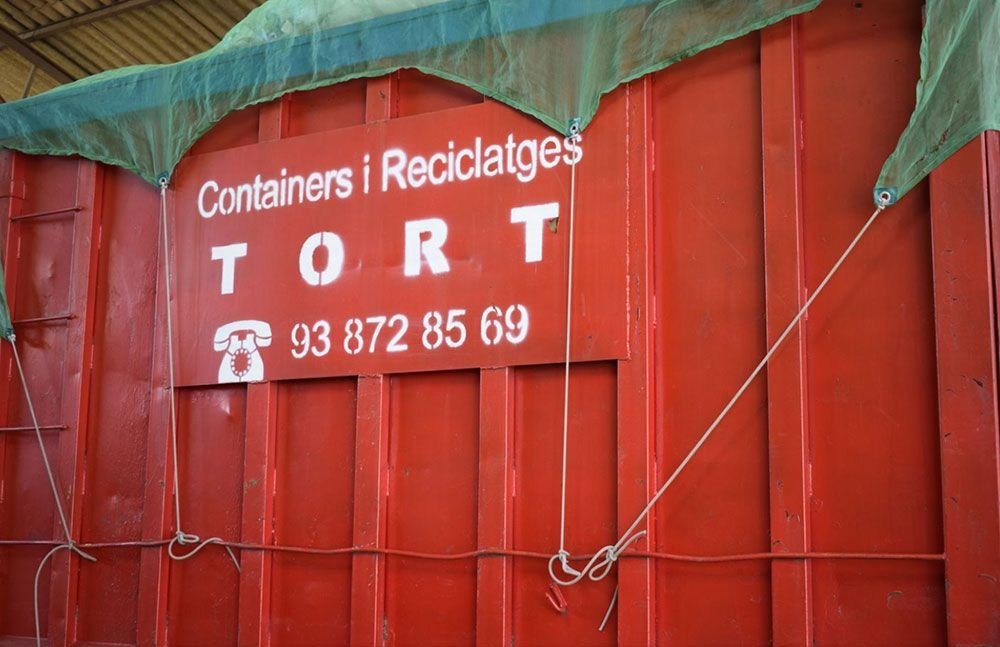 Containers i Reciclatges
TORT
93 872 85 69